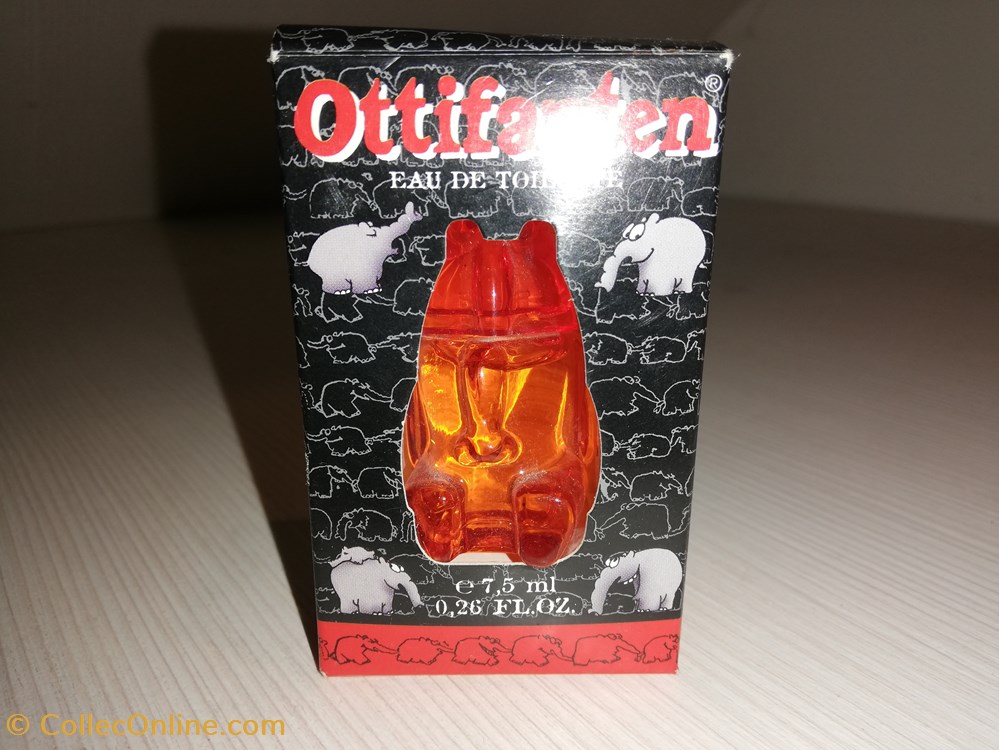 Ottifanten®
EAU DE TOILETTE
℮ 7,5 ml
0,26 FL.OZ.
© CollecOnline.com